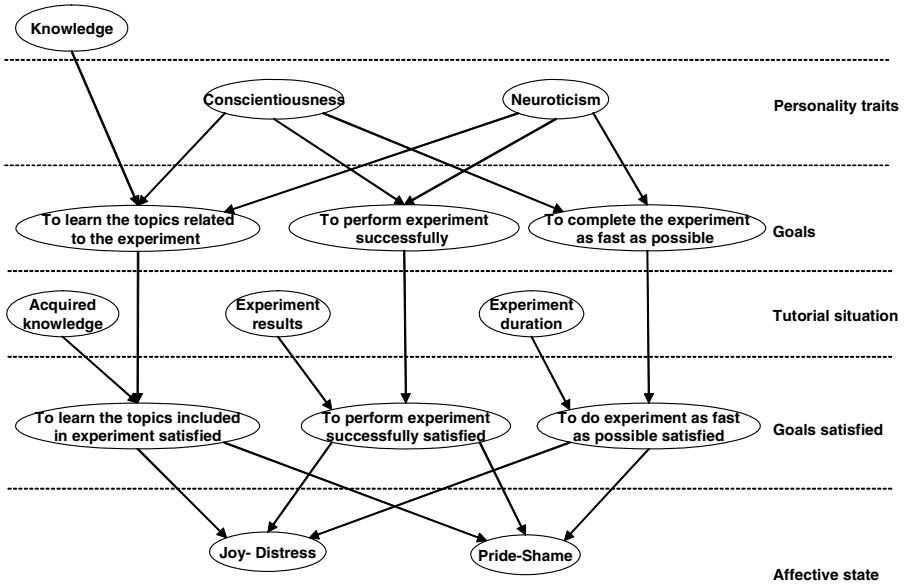 Knowledge
Conscientiousness
Neuroticism
Personality traits
To learn the topics related
to the experiment
To perform experiment
successfully
To complete the experiment
as fast as possible
Goals
Acquired
knowledge
Experiment
results
Experiment
duration
Tutorial situation
To learn the topics included
in experiment satisfied
To perform experiment
successfully satisfied
To do experiment as fast
as possible satisfied
Goals satisfied
Joy- Distress
Pride-Shame
Affective state